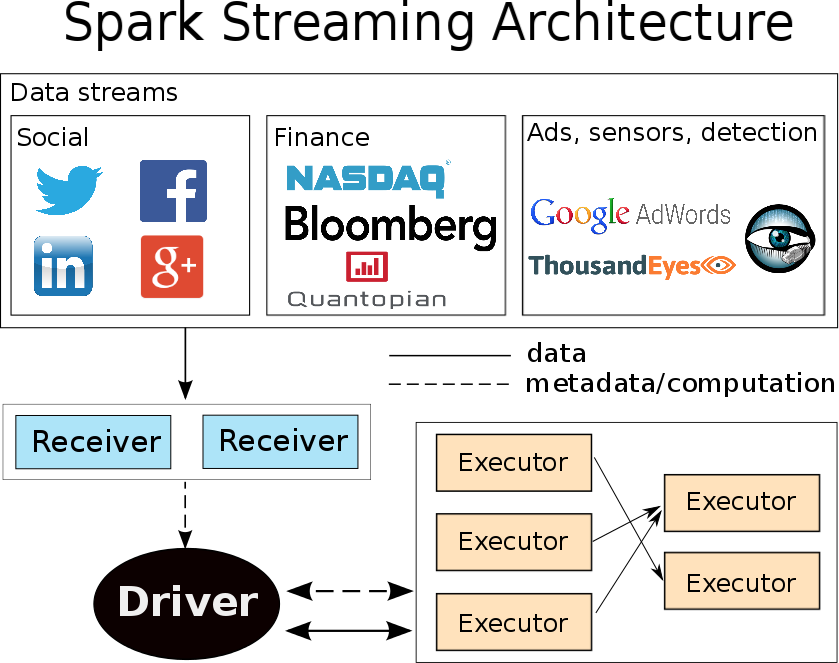 Spark Streaming Architecture
Data streams
Social
Finance
Ads, sensors, detection
f
in
g+
NASDAQ®
Bloomberg
Quantopian
Google AdWords
ThousandEyes
data
metadata/computation
Receiver
Receiver
Driver
Executor
Executor
Executor
Executor
Executor